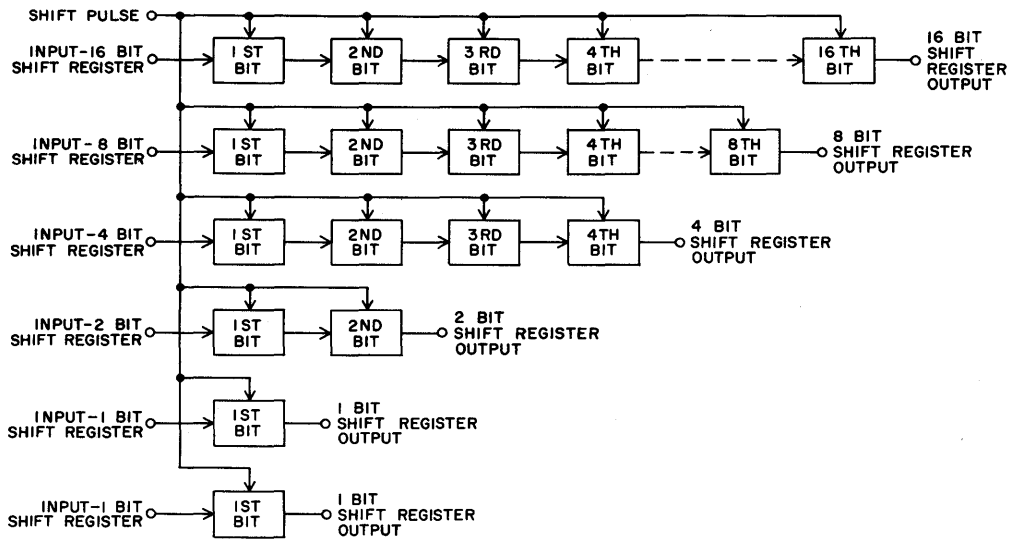 SHIFT PULSE
INPUT-16 BIT
SHIFT REGISTER
1ST
BIT
2ND
BIT
3RD
BIT
4TH
BIT
16TH
BIT
16 BIT
SHIFT
REGISTER
OUTPUT
INPUT-8 BIT
SHIFT REGISTER
1ST
BIT
2ND
BIT
3RD
BIT
4TH
BIT
8TH
BIT
8 BIT
SHIFT REGISTER
OUTPUT
INPUT-4 BIT
SHIFT REGISTER
1ST
BIT
2ND
BIT
3RD
BIT
4TH
BIT
4 BIT
SHIFT REGISTER
OUTPUT
INPUT-2 BIT
SHIFT REGISTER
1ST
BIT
2ND
BIT
2 BIT
SHIFT REGISTER
OUTPUT
INPUT-1 BIT
SHIFT REGISTER
1ST
BIT
1 BIT
SHIFT REGISTER
OUTPUT
INPUT-1 BIT
SHIFT REGISTER
1ST
BIT
1 BIT
SHIFT REGISTER
OUTPUT